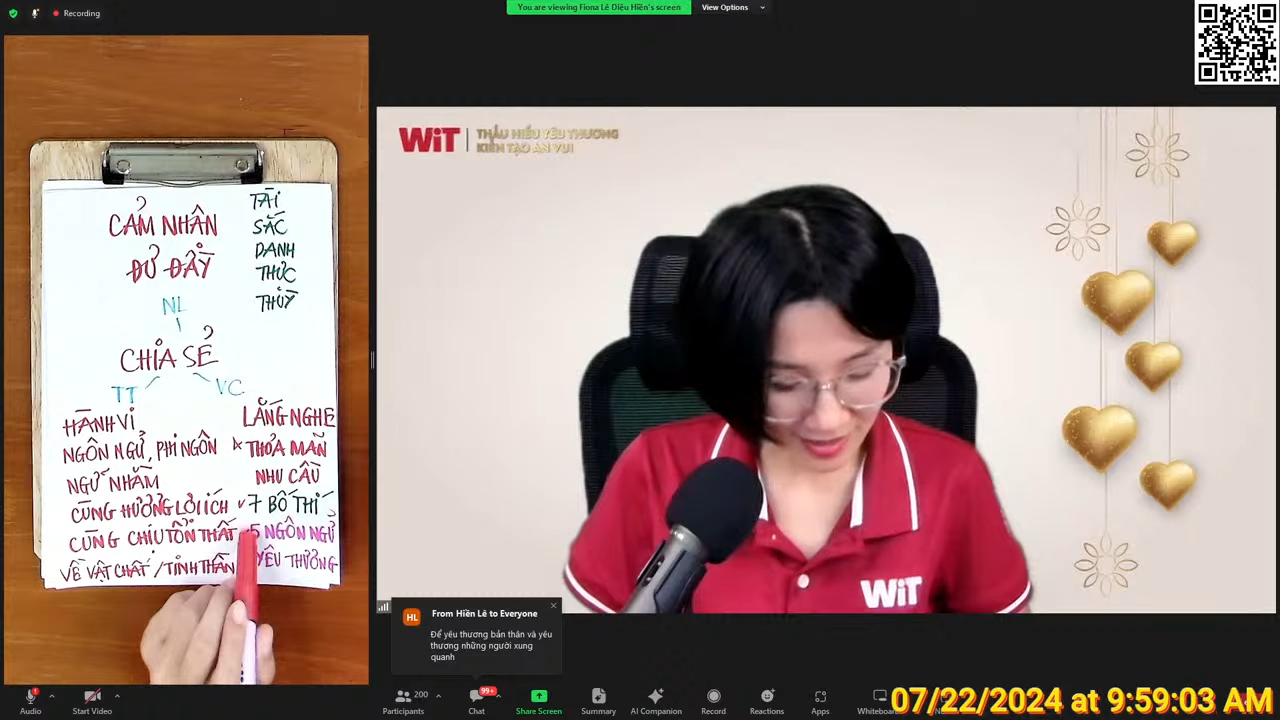 Recording
You are viewing Fiona Lê Diệu Hiền's screen
View Options
WiT
THẤU HIỂU YÊU THƯƠNG
KIẾN TẠO AN VUI
CẢM NHÂN
ĐỦ ĐẦY
TÀI
SẮC
DANH
THỰC
THÙY
NL
CHIA SẺ
TT
VC
HÀNH VI
NGÔN NGỮ, PHI NGÔN
NGỮ NHẰM
CÙNG HƯỞNG LỢI ÍCH
CÙNG CHỊU TỔN THẤT
VỀ VẬT CHẤT / TINH THẦN
LẮNG NGHE
THỎA MÃN
NHU CẦU
7 BỐ THÍ
5 NGÔN NGỮ
YÊU THƯƠNG
WiT
HL
From Hiền Lê to Everyone
Để yêu thương bản thân và yêu
thương những người xung
quanh
Audio
Start Video
200
Participants
99+
Chat
Share Screen
Summary
AI Companion
Record
Reactions
Apps
Whiteboards
07/22/2024 at 9:59:03 AM